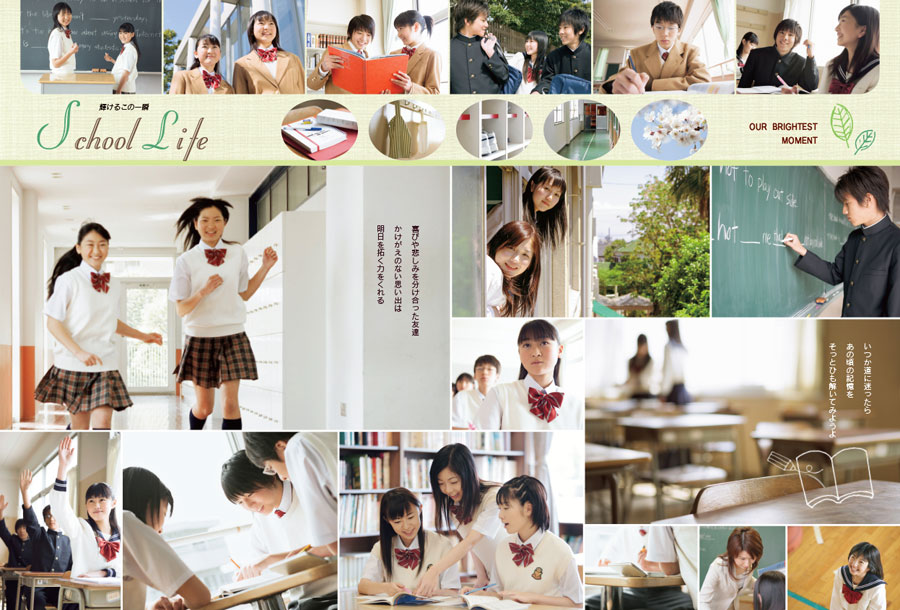 輝けるこの一瞬
School Life
OUR BRIGHTEST
MOMENT
喜びや悲しみを分け合った友達
かけがえのない思い出は
明日を拓く力をくれる
not to play out side.
not
いつか道に迷ったら
あの頃の記憶を
そっとひも解いてみようよ